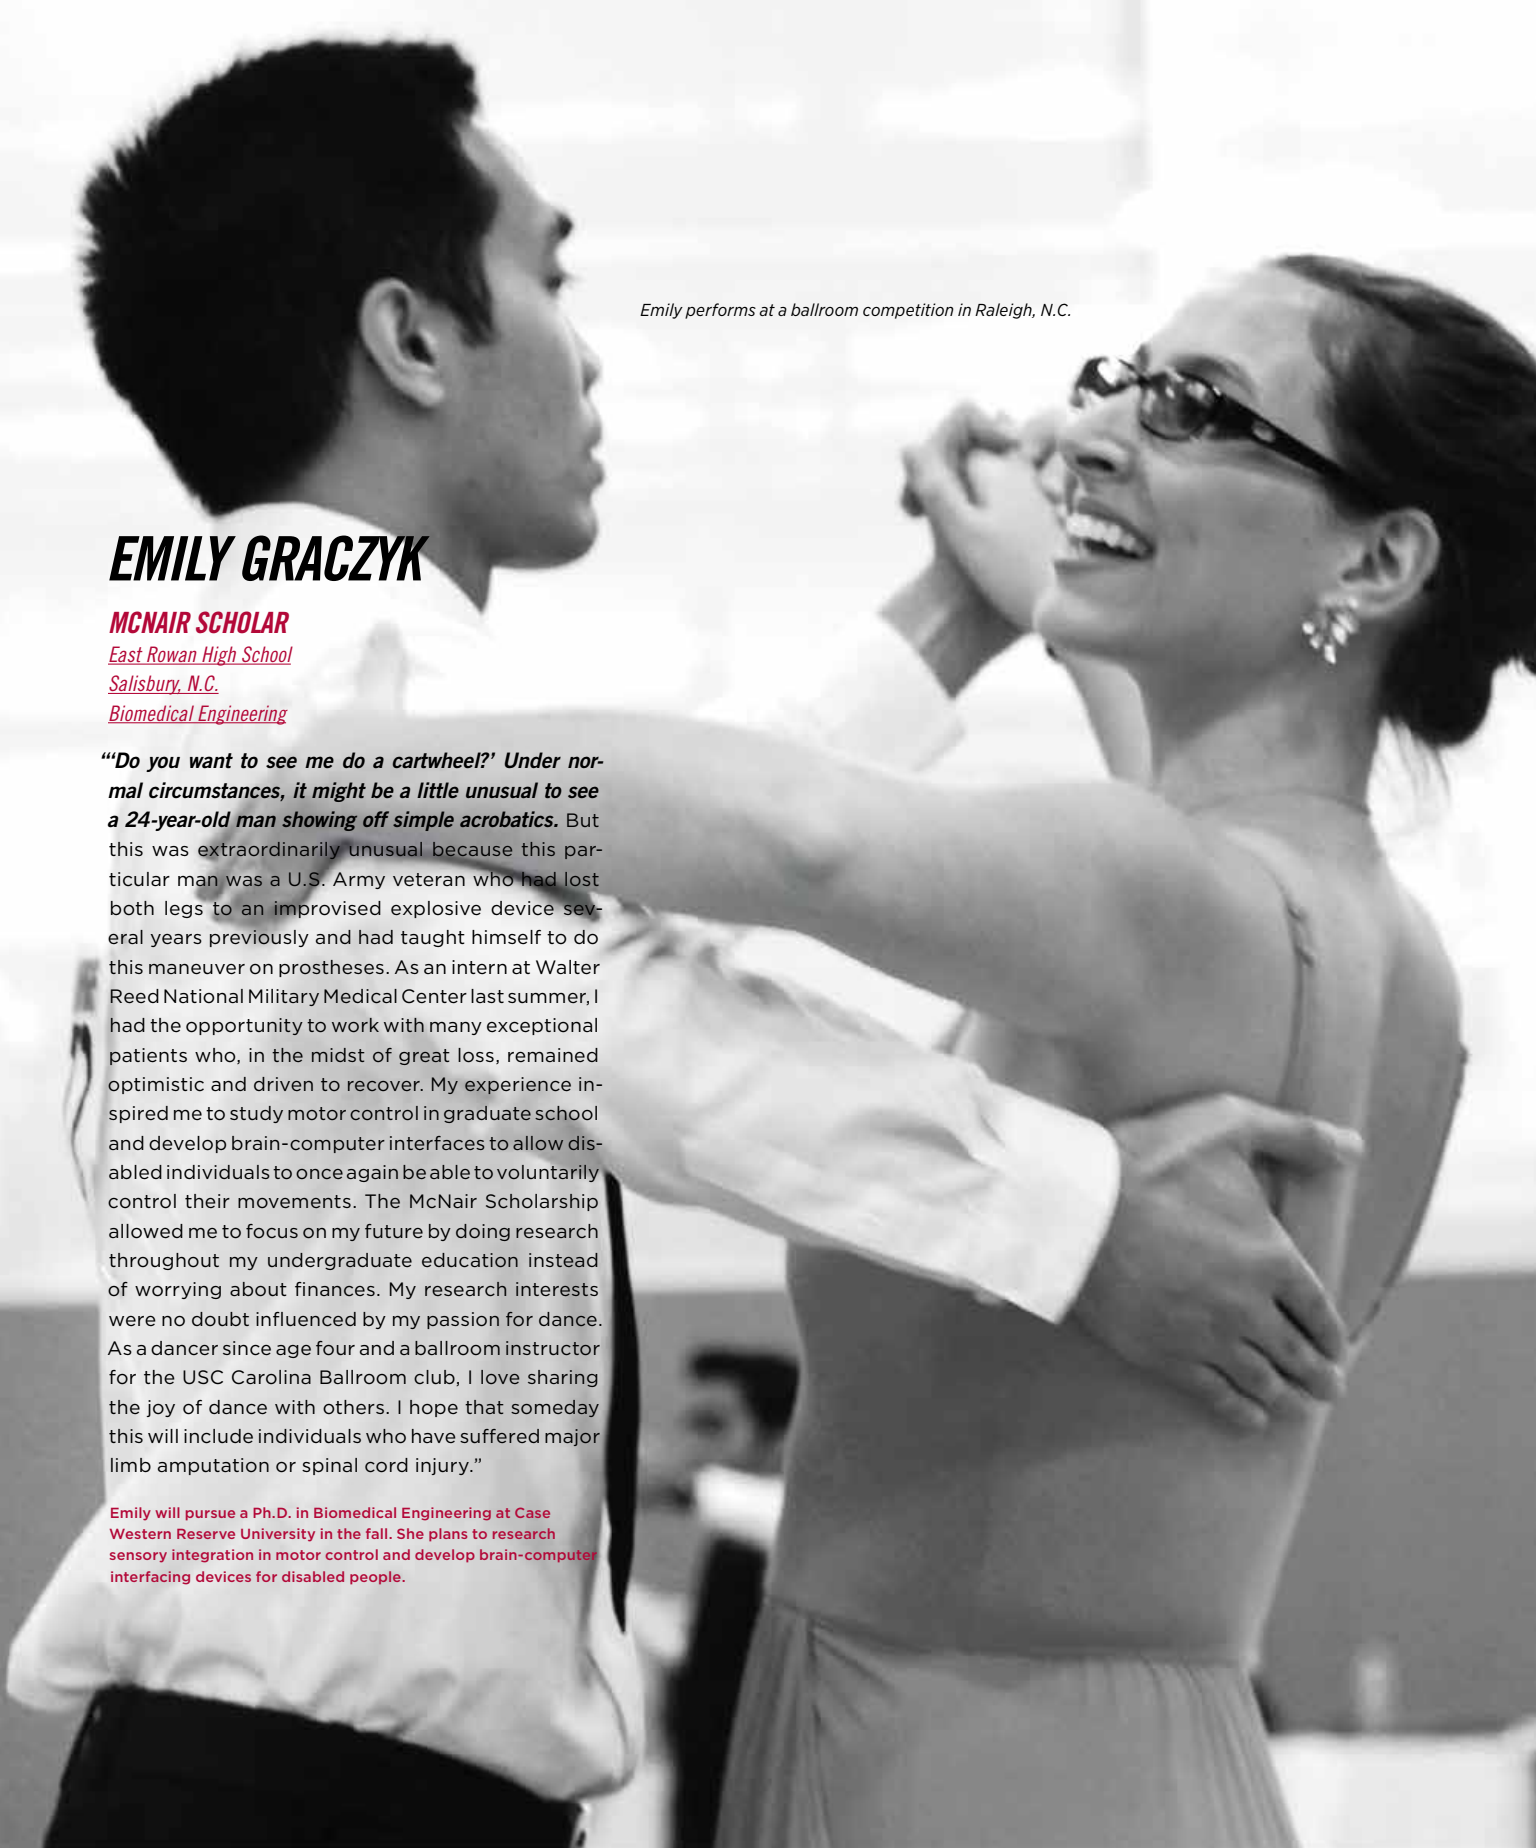 Emily performs at a ballroom competition in Raleigh, N.C.
EMILY GRACZYK
MCNAIR SCHOLAR
East Rowan High School
Salisbury, N.C.
Biomedical Engineering
“‘Do you want to see me do a cartwheel?’ Under nor-
mal circumstances, it might be a little unusual to see
a 24-year-old man showing off simple acrobatics. But
this was extraordinarily unusual because this par-
ticular man was a U.S. Army veteran who had lost
both legs to an improvised explosive device sev-
eral years previously and had taught himself to do
this maneuver on prostheses. As an intern at Walter
Reed National Military Medical Center last summer, I
had the opportunity to work with many exceptional
patients who, in the midst of great loss, remained
optimistic and driven to recover. My experience in-
spired me to study motor control in graduate school
and develop brain-computer interfaces to allow dis-
abled individuals to once again be able to voluntarily
control their movements. The McNair Scholarship
allowed me to focus on my future by doing research
throughout my undergraduate education instead
of worrying about finances. My research interests
were no doubt influenced by my passion for dance.
As a dancer since age four and a ballroom instructor
for the USC Carolina Ballroom club, I love sharing
the joy of dance with others. I hope that someday
this will include individuals who have suffered major
limb amputation or spinal cord injury.”
Emily will pursue a Ph.D. in Biomedical Engineering at Case
Western Reserve University in the fall. She plans to research
sensory integration in motor control and develop brain-computer
interfacing devices for disabled people.